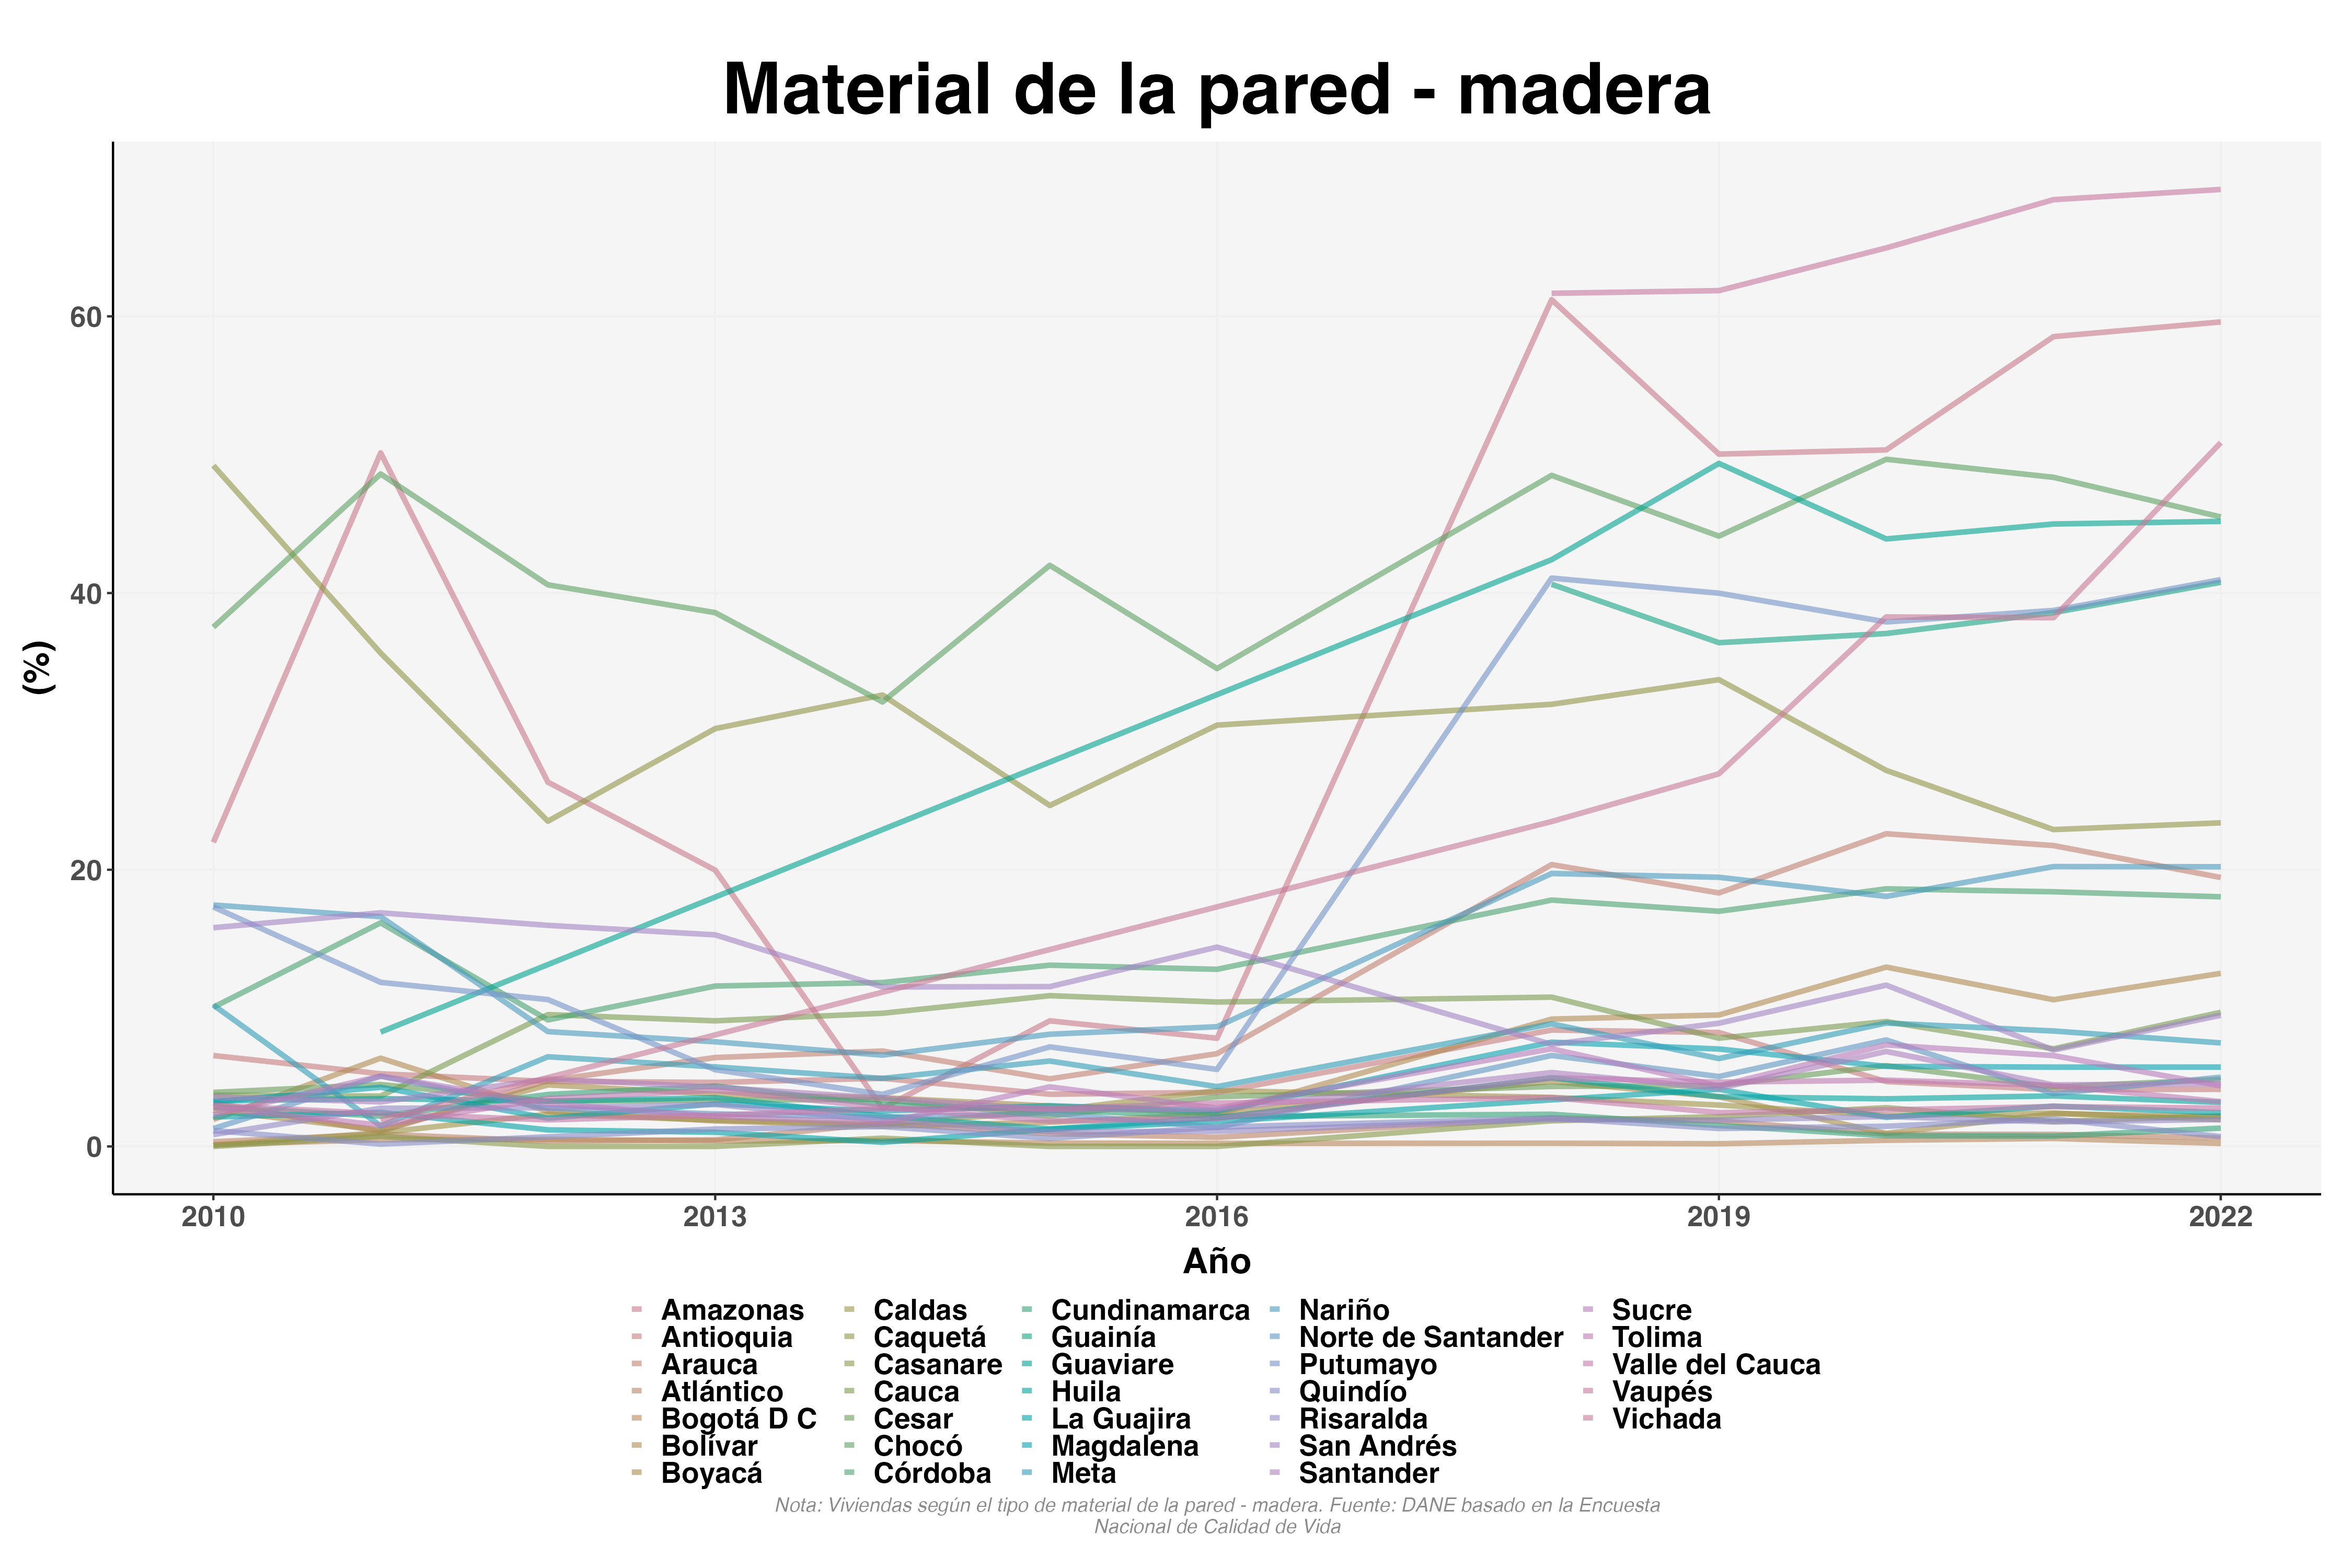 Material de la pared - madera
(%)
60
40
20
0
2010 2013 2016 2019 2022
Año
Amazonas Caldas Cundinamarca Nariño Sucre
Antioquia Caquetá Guainía Norte de Santander Tolima
Arauca Casanare Guaviare Putumayo Valle del Cauca
Atlántico Cauca Huila Quindío Vaupés
Bogotá D C Cesar La Guajira Risaralda Vichada
Bolívar Chocó Magdalena San Andrés
Boyacá Córdoba Meta Santander
Nota: Viviendas según el tipo de material de la pared - madera. Fuente: DANE basado en la Encuesta
Nacional de Calidad de Vida